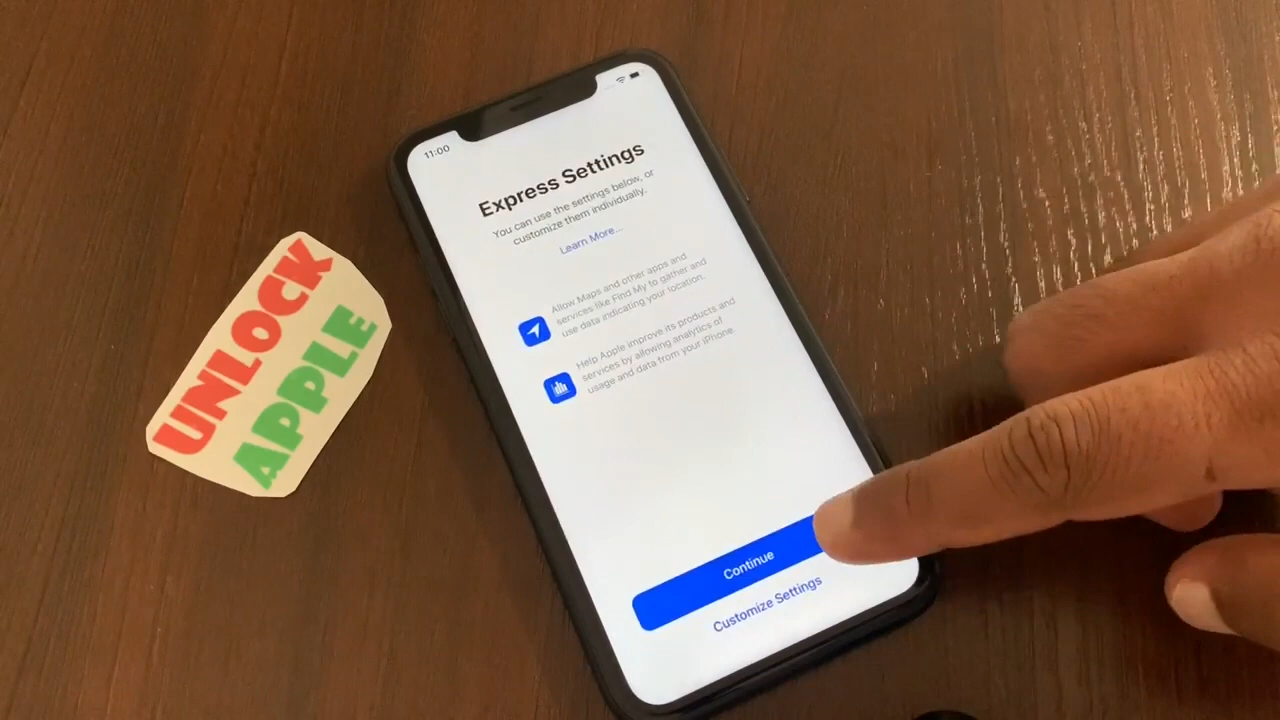 UNLOCK
APPLE
11:00
Express Settings
You can use the settings below, or
customize them individually.
Learn More...
Allow Maps and other apps and
services like Find My to gather and
use data indicating your location.
Help Apple improve its products and
services by allowing analytics of
usage and data from your iPhone.
Continue
Customize Settings